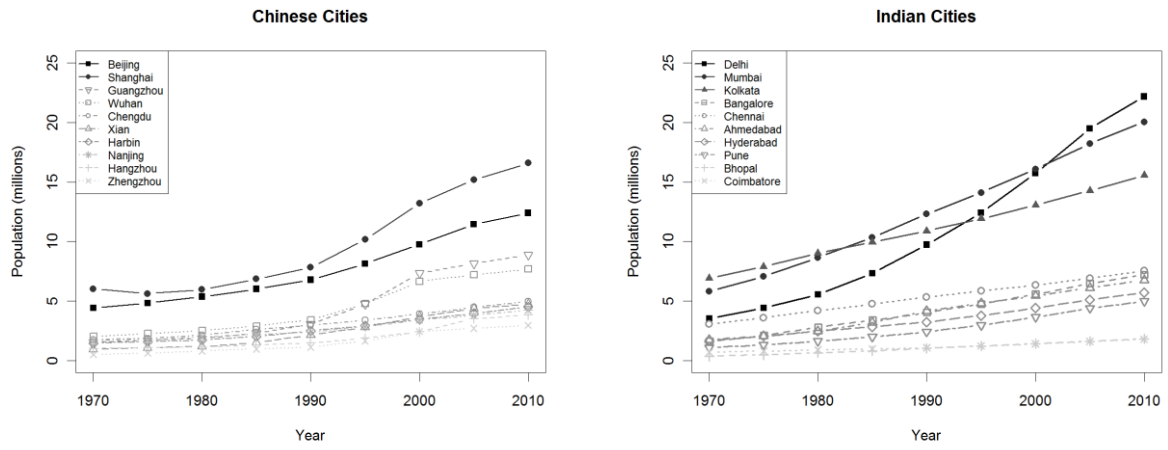 Chinese Cities
Population (millions)
25
20
15
10
5
0
Beijing
Shanghai
Guangzhou
Wuhan
Chengdu
Xian
Harbin
Nanjing
Hangzhou
Zhengzhou
1970
1980
1990
2000
2010
Year
Indian Cities
Population (millions)
25
20
15
10
5
0
Delhi
Mumbai
Kolkata
Bangalore
Chennai
Ahmedabad
Hyderabad
Pune
Bhopal
Coimbatore
1970
1980
1990
2000
2010
Year